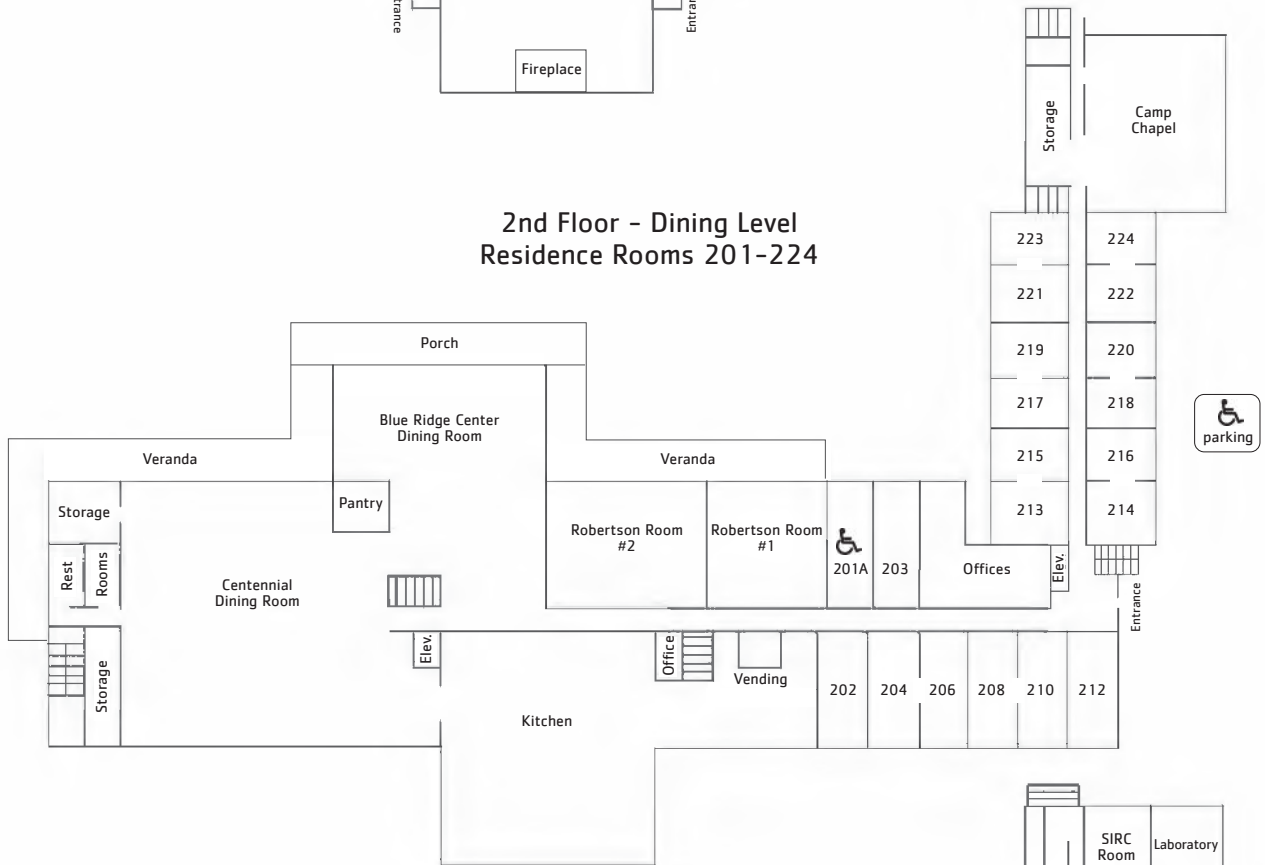 Entrance
Entrance
Fireplace
Storage
Camp
Chapel
2nd Floor - Dining Level
Residence Rooms 201-224
223
224
221
222
219
220
217
218
215
216
213
214
parking
Porch
Blue Ridge Center
Dining Room
Veranda
Veranda
Pantry
Storage
Rest
Rooms
Centennial
Dining Room
Robertson Room
#2
Robertson Room
#1
201A
203
Offices
Elev.
Entrance
Elev.
Office
Vending
Storage
Kitchen
202
204
206
208
210
212
SIRC
Room
Laboratory